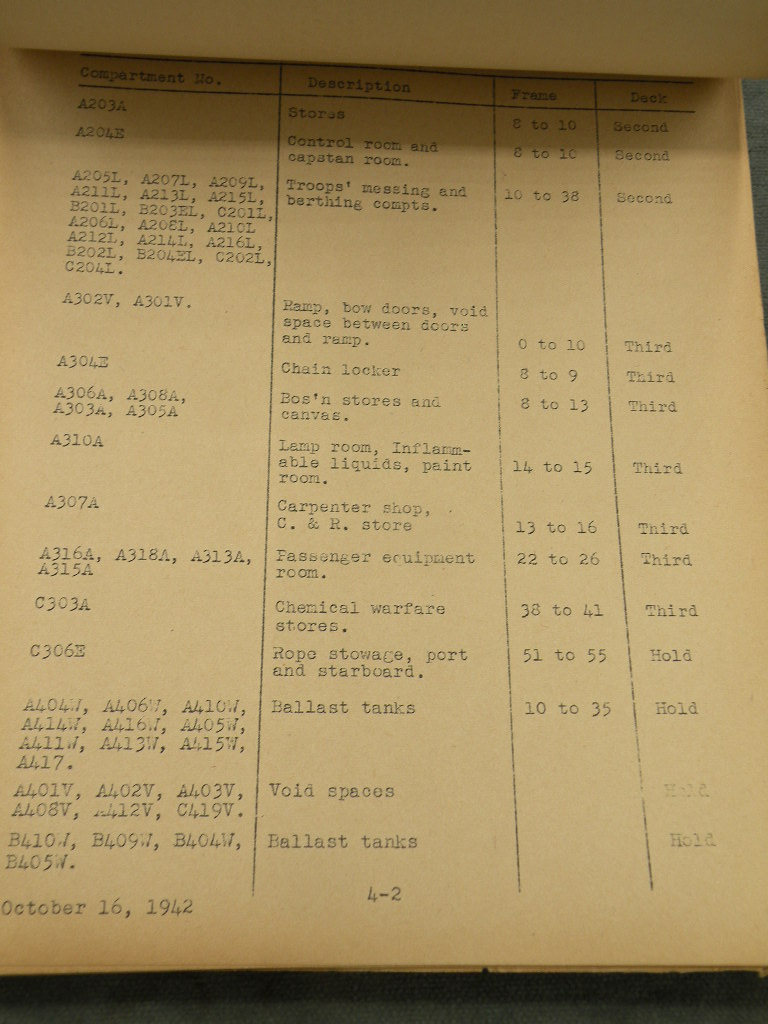 Compartment No. Description Frame Deck
A203A Stores 8 to 10 Second
A204E Control room and 8 to 10 Second
capstan room.
A205L, A207L, A209L, Troops' messing and 10 to 38 Second
A211L, A213L, A215L, berthing compts.
B201L, B203EL, C201L,
A206L, A208L, A210L
A212L, A214L, A216L,
B202L, B204EL, C202L,
C204L.
A302V, A301V. Ramp, bow doors, void
space between doors
and ramp. 0 to 10 Third
A304E Chain locker 8 to 9 Third
A306A, A308A, Bos'n stores and 8 to 13 Third
A303A, A305A canvas.
A310A Lamp room, Inflamm-
able liquids, paint 14 to 15 Third
room.
A307A Carpenter shop,
C. & R. store 13 to 16 Third
A316A, A318A, A313A, Passenger equipment 22 to 26 Third
A315A room.
C303A Chemical warfare 38 to 41 Third
stores.
C306E Rope stowage, port 51 to 55 Hold
and starboard.
A404W, A406W, A410W, Ballast tanks 10 to 35 Hold
A414W, A416W, A405W,
A411W, A413W, A415W,
A417.
A401V, A402V, A403V, Void spaces Hold
A408V, A412V, C419V.
B410W, B409W, B404W, Ballast tanks Hold
B405W.
4-2
October 16, 1942